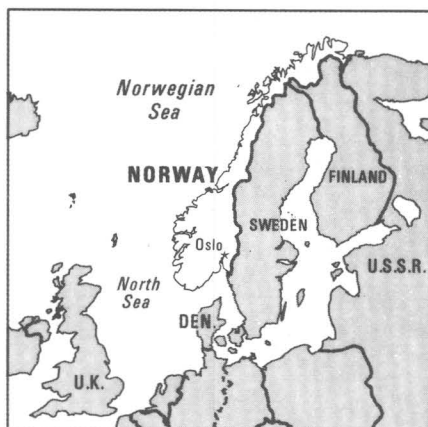 Norwegian
Sea
NORWAY
FINLAND
SWEDEN
Oslo
U.S.S.R.
North
Sea
DEN.
U.K.